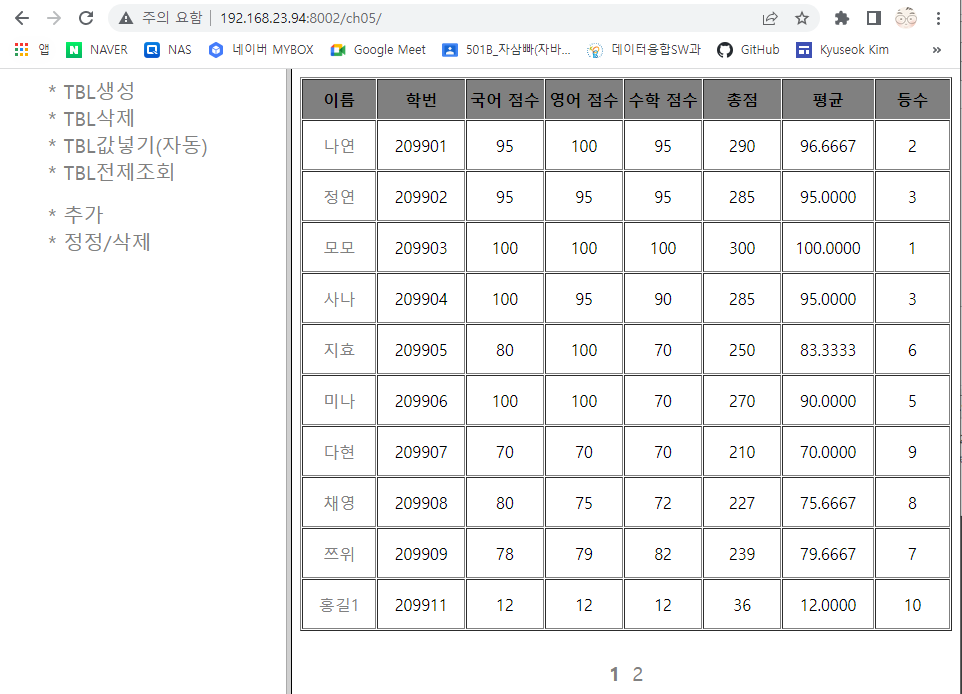 주의 요함 | 192.168.23.94:8002/ch05/
앱 NAVER NAS 네이버 MYBOX Google Meet 501B_자삼빠(자바... 데이터융합SW과 GitHub Kyuseok Kim »
* TBL생성
* TBL삭제
* TBL값넣기(자동)
* TBL전제조회
* 추가
* 정정/삭제
이름 학번 국어 점수 영어 점수 수학 점수 총점 평균 등수
나연 209901 95 100 95 290 96.6667 2
정연 209902 95 95 95 285 95.0000 3
모모 209903 100 100 100 300 100.0000 1
사나 209904 100 95 90 285 95.0000 3
지효 209905 80 100 70 250 83.3333 6
미나 209906 100 100 70 270 90.0000 5
다현 209907 70 70 70 210 70.0000 9
채영 209908 80 75 72 227 75.6667 8
쯔위 209909 78 79 82 239 79.6667 7
홍길1 209911 12 12 12 36 12.0000 10
1 2